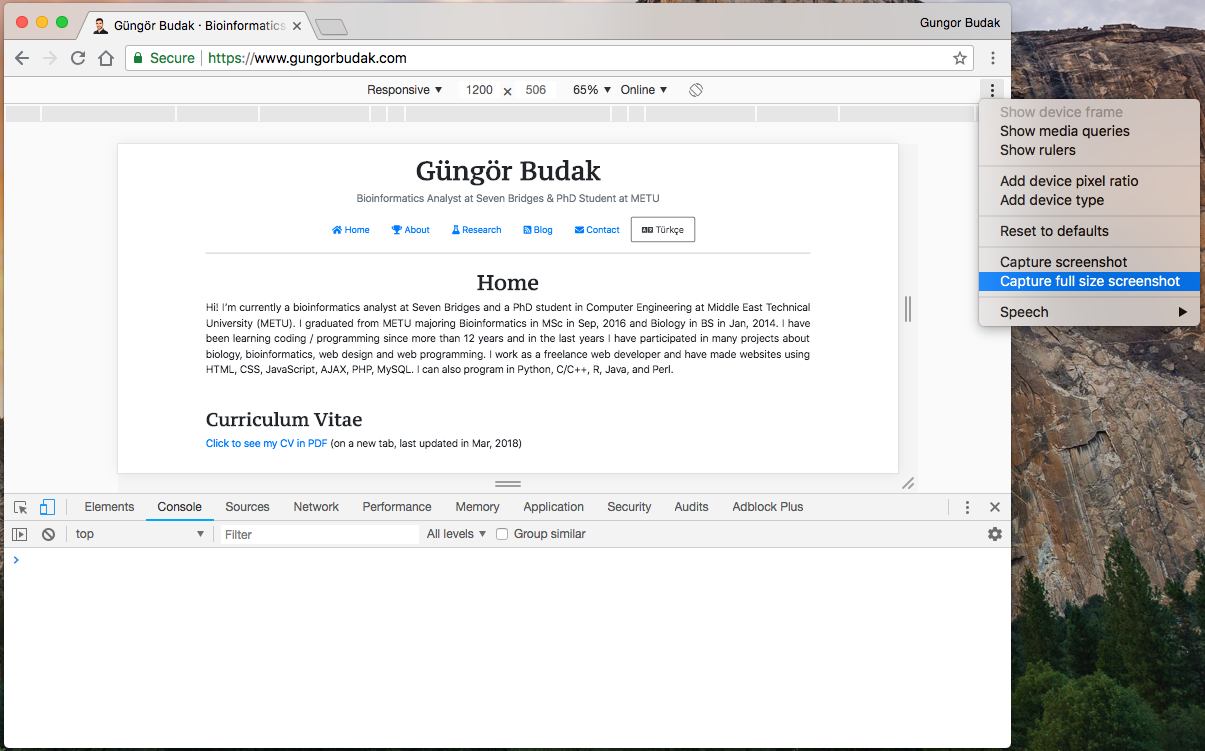 Güngör Budak · Bioinformatics
Gungor Budak
Secure https://www.gungorbudak.com
Responsive 1200 506 65% Online
Show device frame
Show media queries
Show rulers
Add device pixel ratio
Add device type
Reset to defaults
Capture screenshot
Capture full size screenshot
Speech
Güngör Budak
Bioinformatics Analyst at Seven Bridges & PhD Student at METU
Home About Research Blog Contact Türkçe
Home
Hi! I'm currently a bioinformatics analyst at Seven Bridges and a PhD student in Computer Engineering at Middle East Technical
University (METU). I graduated from METU majoring Bioinformatics in MSc in Sep, 2016 and Biology in BS in Jan, 2014. I have
been learning coding / programming since more than 12 years and in the last years I have participated in many projects about
biology, bioinformatics, web design and web programming. I work as a freelance web developer and have made websites using
HTML, CSS, JavaScript, AJAX, PHP, MySQL. I can also program in Python, C/C++, R, Java, and Perl.
Curriculum Vitae
Click to see my CV in PDF (on a new tab, last updated in Mar, 2018)
Elements Console Sources Network Performance Memory Application Security Audits Adblock Plus
top Filter All levels Group similar